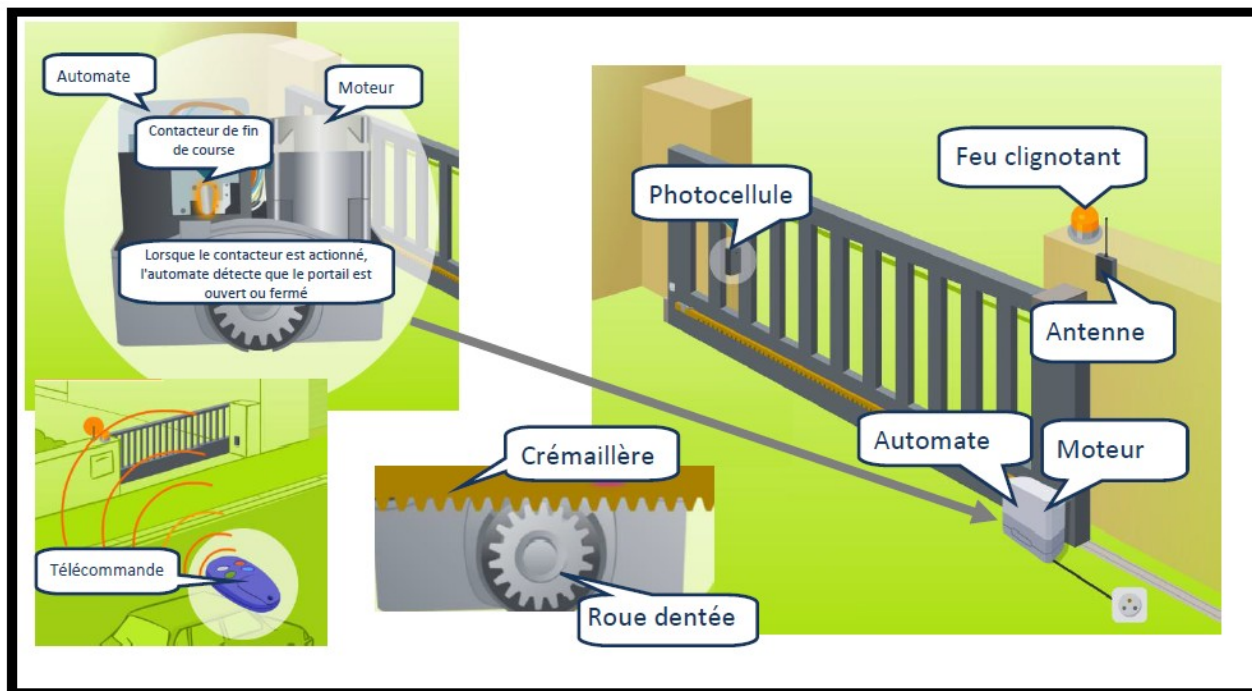 Automate
Moteur
Contacteur de fin
de course
Lorsque le contacteur est actionné,
l'automate détecte que le portail est
ouvert ou fermé
Télécommande
Crémaillère
Roue dentée
Photocellule
Feu clignotant
Antenne
Automate
Moteur